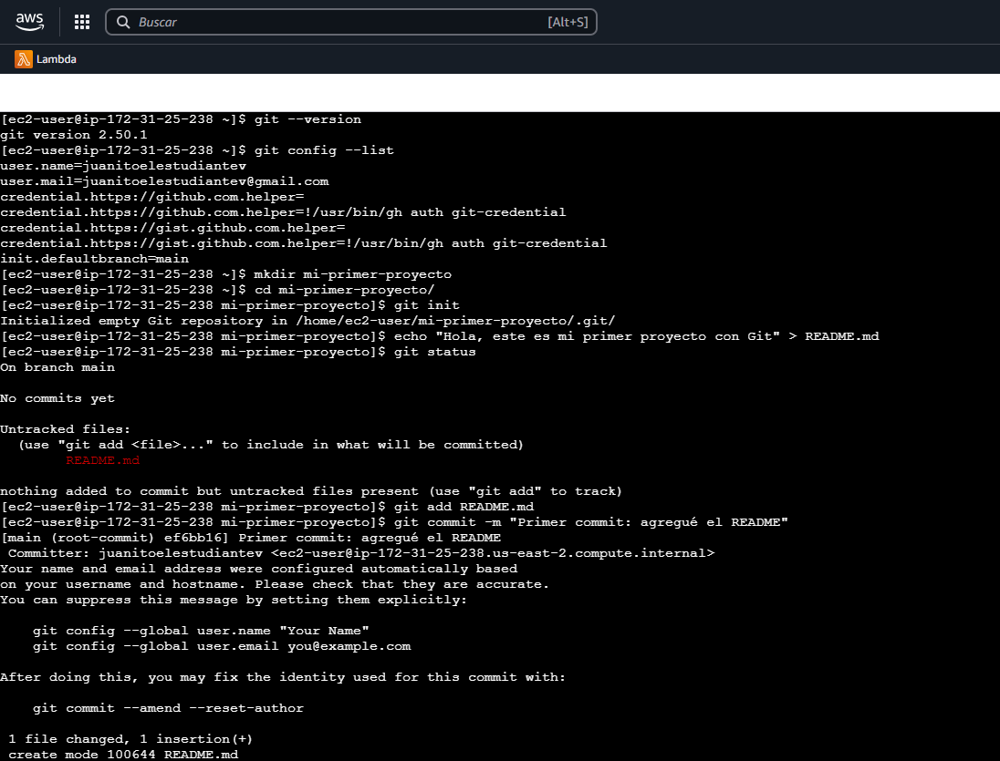 aws
Buscar [Alt+S]
Lambda
[ec2-user@ip-172-31-25-238 ~]$ git --version
git version 2.50.1
[ec2-user@ip-172-31-25-238 ~]$ git config --list
user.name=juanitoelestudiantev
user.mail=juanitoelestudiantev@gmail.com
credential.https://github.com.helper=
credential.https://github.com.helper=!/usr/bin/gh auth git-credential
credential.https://gist.github.com.helper=
credential.https://gist.github.com.helper=!/usr/bin/gh auth git-credential
init.defaultbranch=main
[ec2-user@ip-172-31-25-238 ~]$ mkdir mi-primer-proyecto
[ec2-user@ip-172-31-25-238 ~]$ cd mi-primer-proyecto/
[ec2-user@ip-172-31-25-238 mi-primer-proyecto]$ git init
Initialized empty Git repository in /home/ec2-user/mi-primer-proyecto/.git/
[ec2-user@ip-172-31-25-238 mi-primer-proyecto]$ echo "Hola, este es mi primer proyecto con Git" > README.md
[ec2-user@ip-172-31-25-238 mi-primer-proyecto]$ git status
On branch main
No commits yet
Untracked files:
  (use "git add <file>..." to include in what will be committed)
        README.md
nothing added to commit but untracked files present (use "git add" to track)
[ec2-user@ip-172-31-25-238 mi-primer-proyecto]$ git add README.md
[ec2-user@ip-172-31-25-238 mi-primer-proyecto]$ git commit -m "Primer commit: agregué el README"
[main (root-commit) ef6bb16] Primer commit: agregué el README
 Committer: juanitoelestudiantev <ec2-user@ip-172-31-25-238.us-east-2.compute.internal>
Your name and email address were configured automatically based
on your username and hostname. Please check that they are accurate.
You can suppress this message by setting them explicitly:
    git config --global user.name "Your Name"
    git config --global user.email you@example.com
After doing this, you may fix the identity used for this commit with:
    git commit --amend --reset-author
 1 file changed, 1 insertion(+)
 create mode 100644 README.md